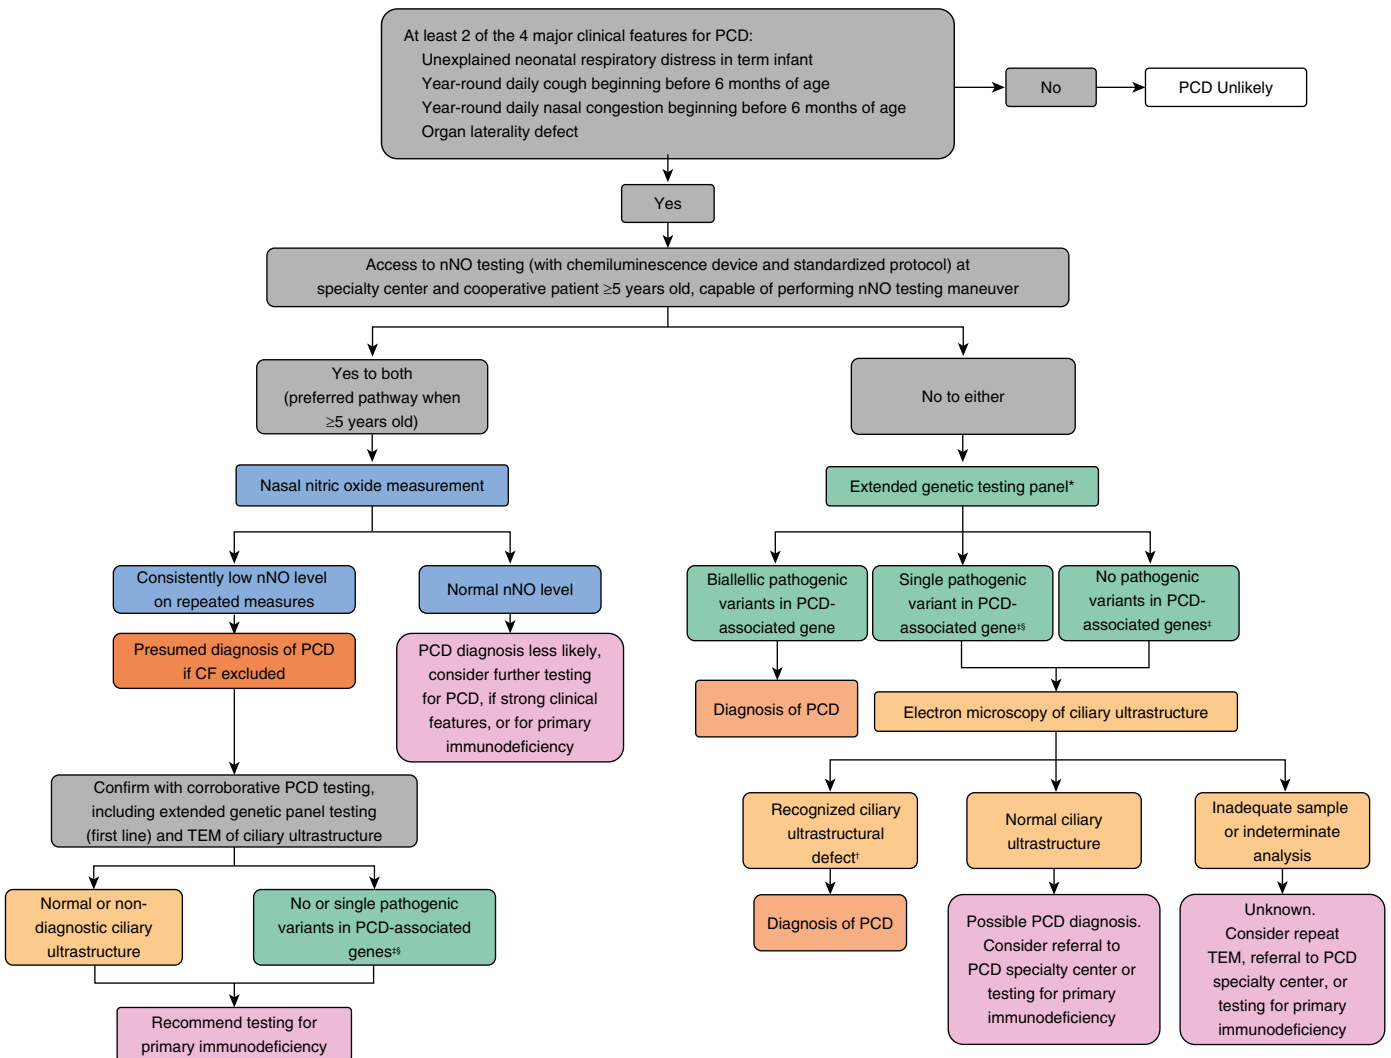 At least 2 of the 4 major clinical features for PCD:
Unexplained neonatal respiratory distress in term infant
Year-round daily cough beginning before 6 months of age
Year-round daily nasal congestion beginning before 6 months of age
Organ laterality defect
No
PCD Unlikely
Yes
Access to nNO testing (with chemiluminescence device and standardized protocol) at
specialty center and cooperative patient ≥5 years old, capable of performing nNO testing maneuver
Yes to both
(preferred pathway when
≥5 years old)
No to either
Nasal nitric oxide measurement
Extended genetic testing panel*
Consistently low nNO level
on repeated measures
Normal nNO level
Biallellic pathogenic
variants in PCD-
associated gene
Single pathogenic
variant in PCD-
associated gene‡§
No pathogenic
variants in PCD-
associated genes‡
Presumed diagnosis of PCD
if CF excluded
PCD diagnosis less likely,
consider further testing
for PCD, if strong clinical
features, or for primary
immunodeficiency
Diagnosis of PCD
Electron microscopy of ciliary ultrastructure
Confirm with corroborative PCD testing,
including extended genetic panel testing
(first line) and TEM of ciliary ultrastructure
Recognized ciliary
ultrastructural
defect†
Normal ciliary
ultrastructure
Inadequate sample
or indeterminate
analysis
Normal or non-
diagnostic ciliary
ultrastructure
No or single pathogenic
variants in PCD-associated
genes‡§
Diagnosis of PCD
Possible PCD diagnosis.
Consider referral to
PCD specialty center or
testing for primary
immunodeficiency
Unknown.
Consider repeat
TEM, referral to PCD
specialty center, or
testing for primary
immunodeficiency
Recommend testing for
primary immunodeficiency